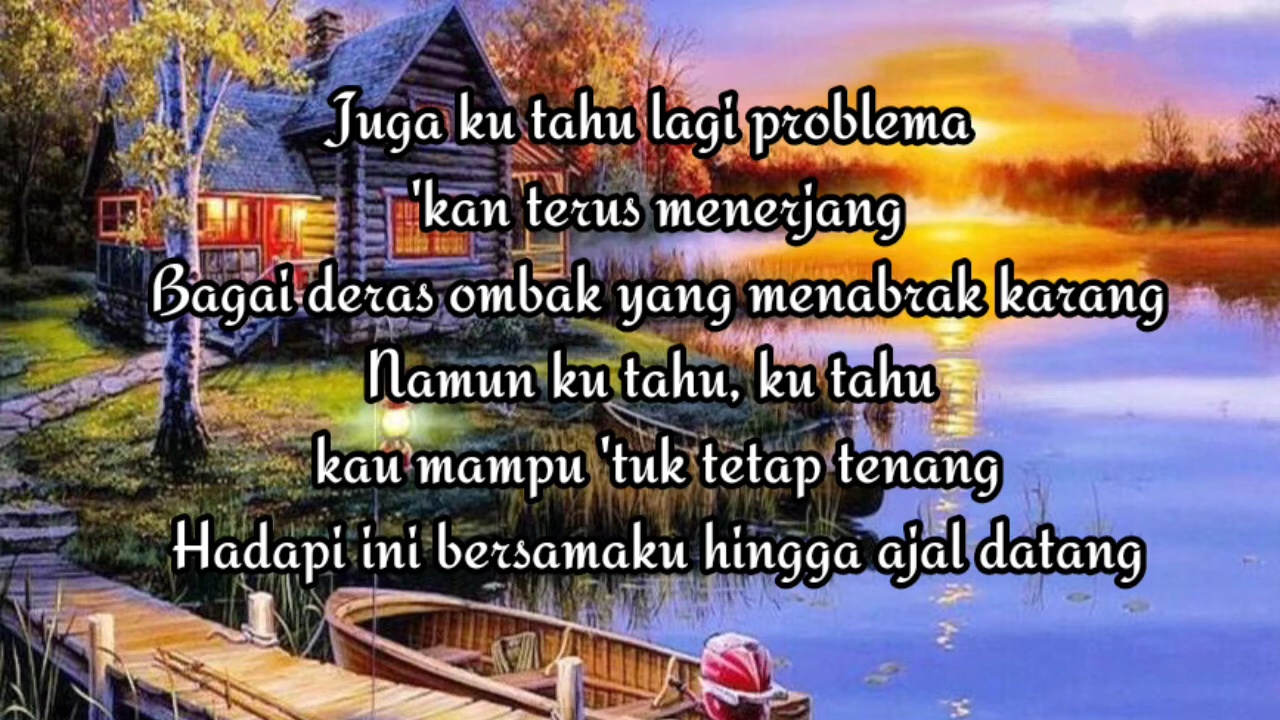 Juga ku tahu lagi problema
'kan terus menerjang
Bagai deras ombak yang menabrak karang
Namun ku tahu, ku tahu
kau mampu 'tuk tetap tenang
Hadapi ini bersamaku hingga ajal datang